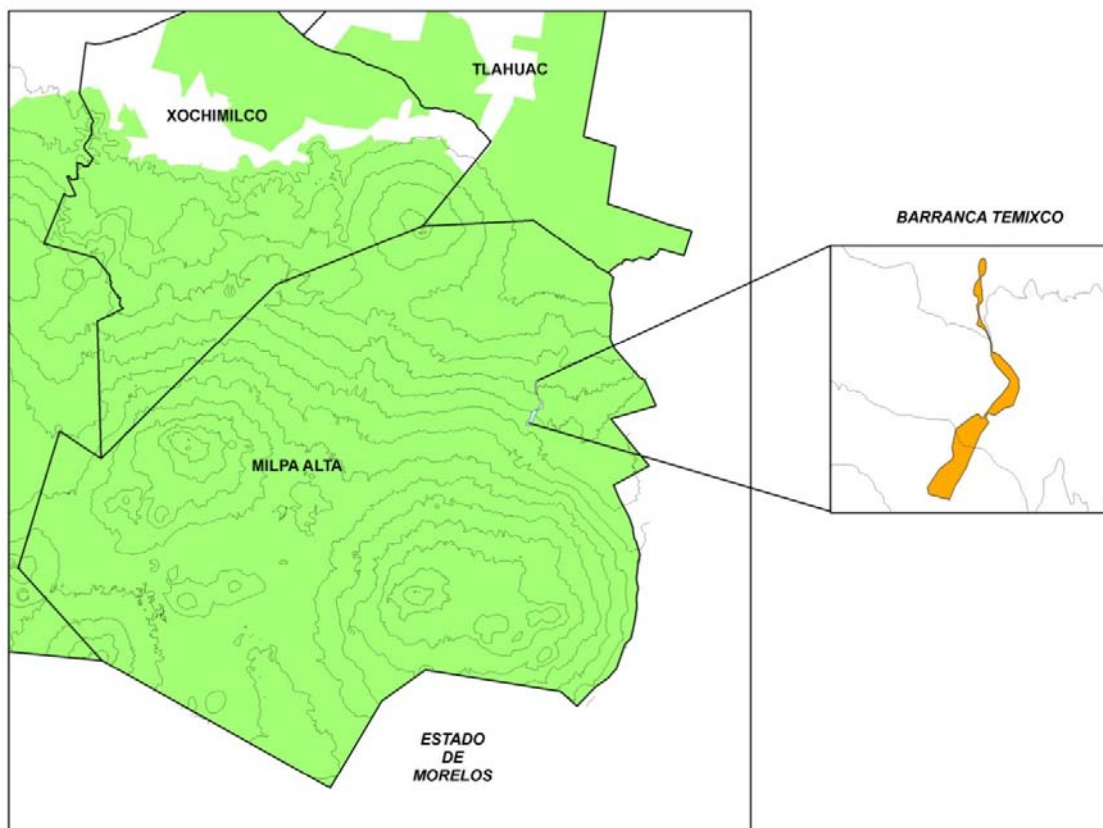 TLAHUAC
XOCHIMILCO
BARRANCA TEMIXCO
MILPA ALTA
ESTADO
DE
MORELOS